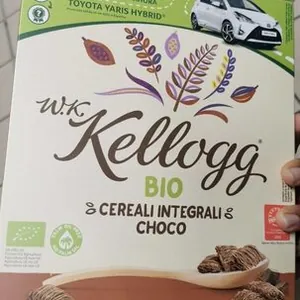 TOYOTA YARIS HYBRID
W.K.
Kellogg
BIO
CEREALI INTEGRALI
CHOCO